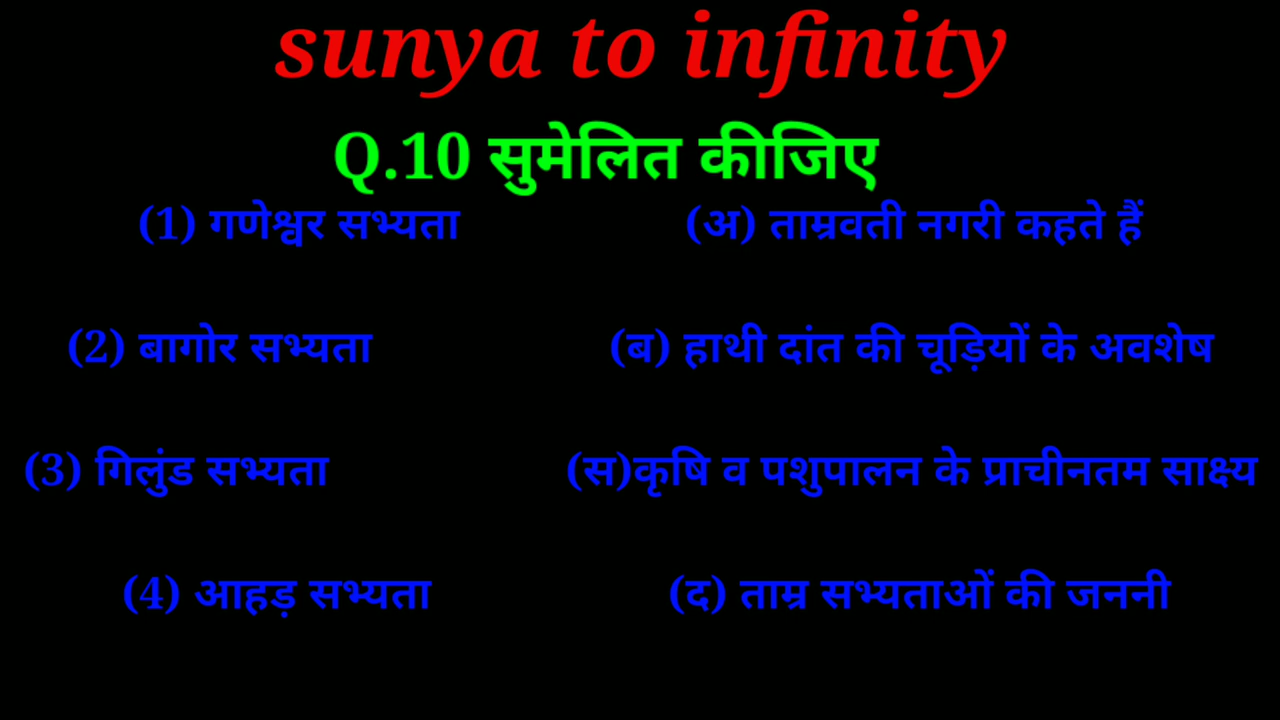 sunya to infinity
Q.10 सुमेलित कीजिए
(1) गणेश्वर सभ्यता (अ) ताम्रवती नगरी कहते हैं
(2) बागोर सभ्यता (ब) हाथी दांत की चूड़ियों के अवशेष
(3) गिलुंड सभ्यता (स)कृषि व पशुपालन के प्राचीनतम साक्ष्य
(4) आहड़ सभ्यता (द) ताम्र सभ्यताओं की जननी